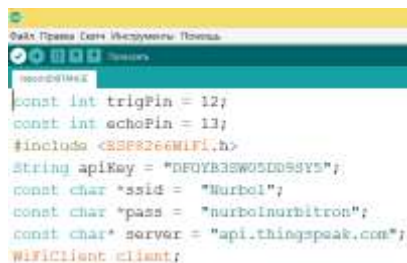 Файл Правка Скетч Инструменты Помощь
const int trigPin = 12;
const int echoPin = 13;
#include <ESP8266WiFi.h>
String apiKey = "DFQYB3SW05DD9SY5";
const char *ssid = "Nurbol";
const char *pass = "nurbolnurbitron";
const char* server = "api.thingspeak.com";
WiFiClient client;